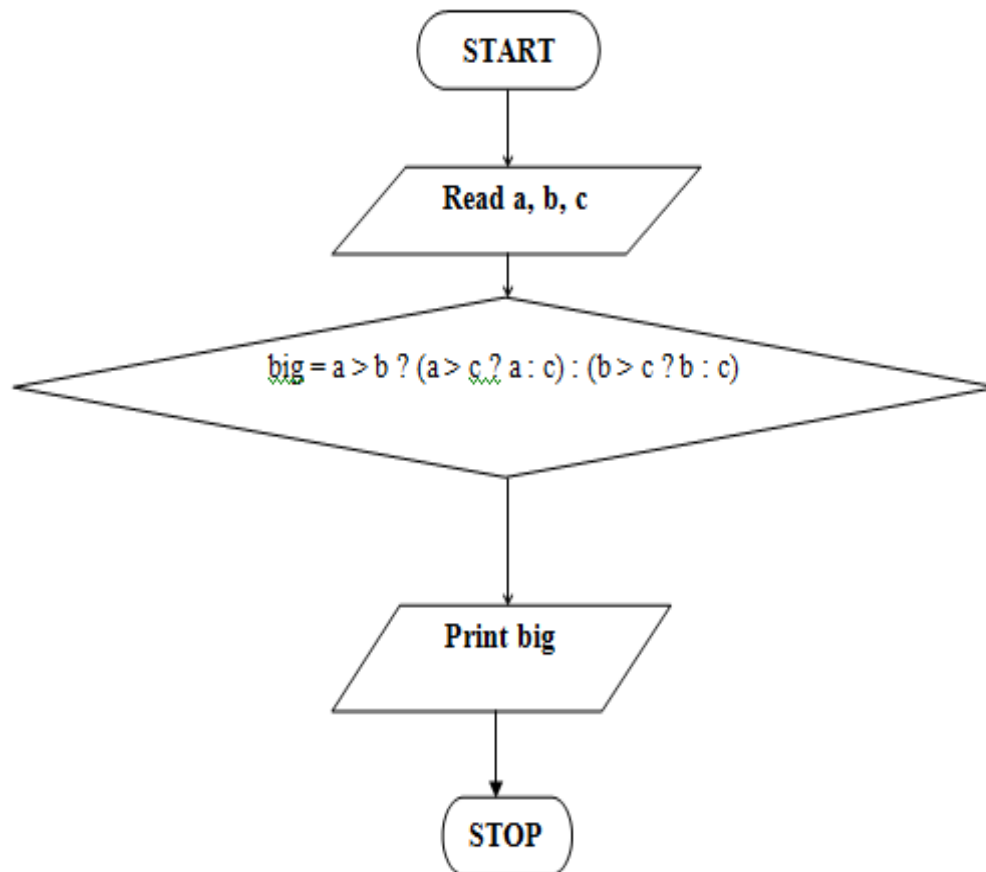 START
Read a, b, c
big = a > b ? (a > c ? a : c) : (b > c ? b : c)
Print big
STOP